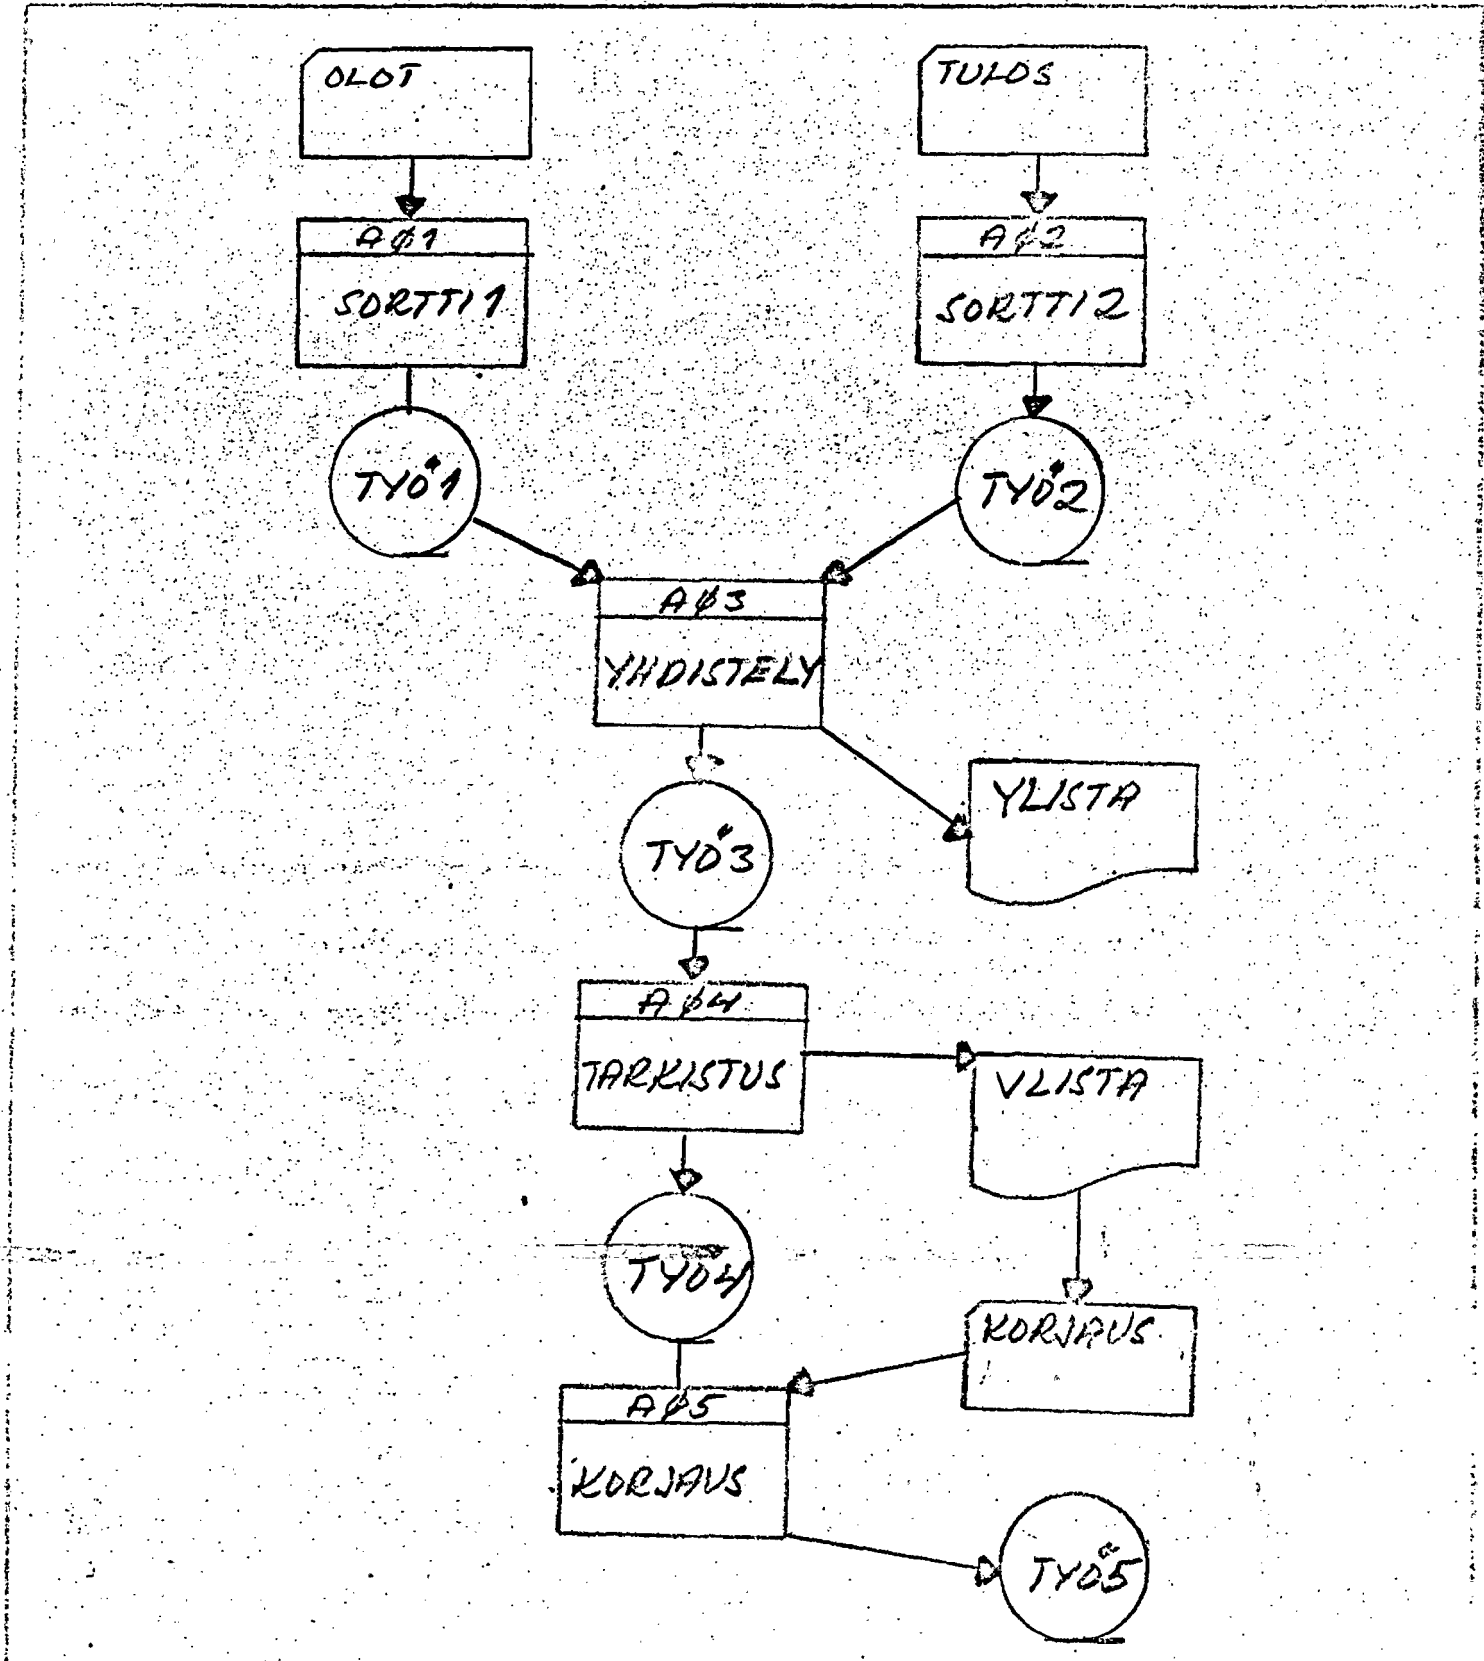 OLOT
TULOS
AØ1
AØ2
SORTTI1
SORTTI2
TYÖ1
TYÖ2
AØ3
YHDISTELY
YLISTA
TYÖ3
AØ4
TARKISTUS
VLISTA
TYÖ4
KORJAUS
AØ5
KORJAUS
TYÖ5